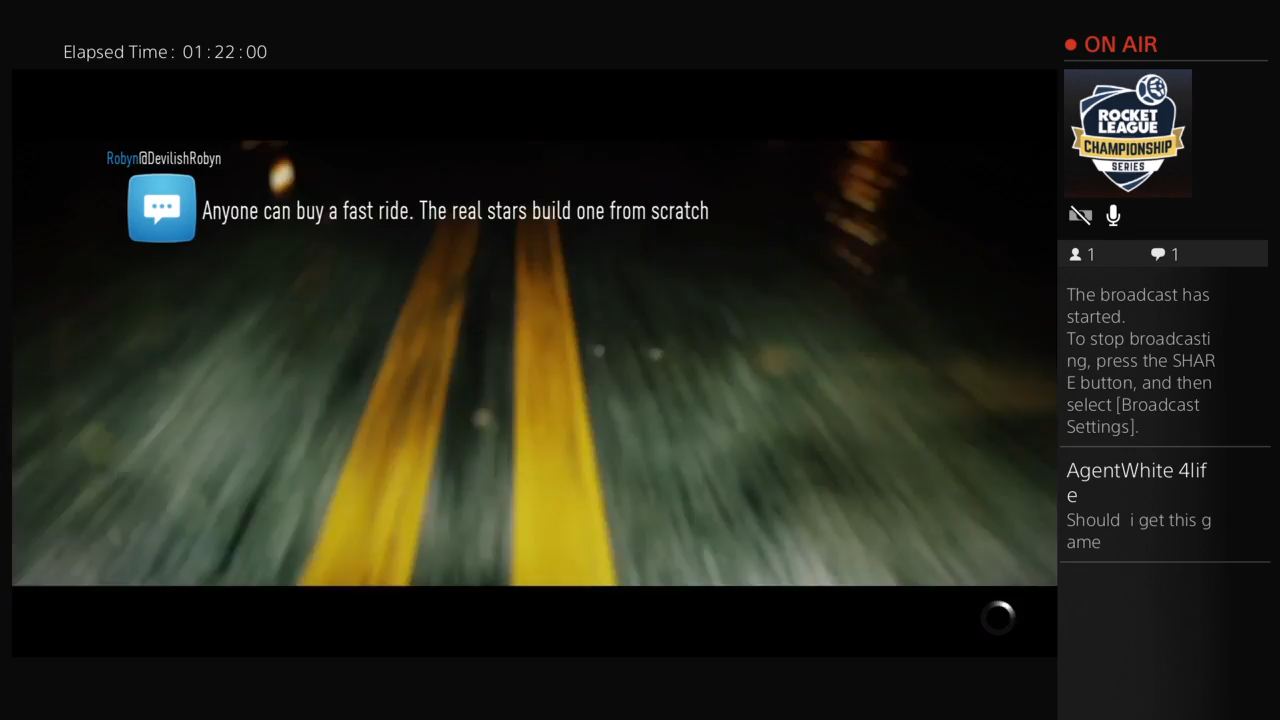 Elapsed Time: 01:22:00
ON AIR
ROCKET
LEAGUE
CHAMPIONSHIP
SERIES
Robyn@DevilishRobyn
Anyone can buy a fast ride. The real stars build one from scratch
1 1
The broadcast has
started.
To stop broadcasti
ng, press the SHAR
E button, and then
select [Broadcast
Settings].
AgentWhite 4lif
e
Should i get this g
ame